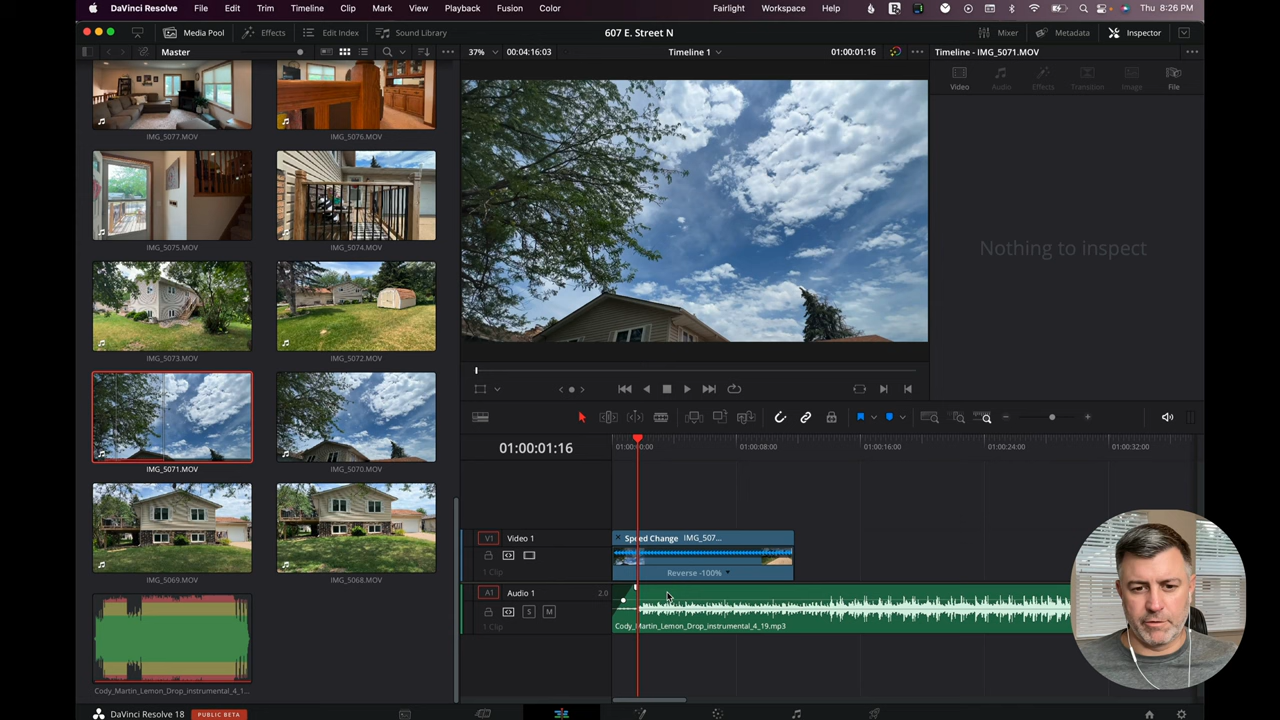 DaVinci Resolve File Edit Trim Timeline Clip Mark View Playback Fusion Color Fairlight Workspace Help Thu 8:26 PM
Media Pool Effects Edit Index Sound Library 607 E. Street N Mixer Metadata Inspector
Master 37% 00:04:16:03 Timeline 1 01:00:01:16 Timeline - IMG_5071.MOV
Video Audio Effects Transition Image File
IMG_5077.MOV IMG_5076.MOV
IMG_5075.MOV IMG_5074.MOV
Nothing to inspect
IMG_5073.MOV IMG_5072.MOV
IMG_5071.MOV IMG_5070.MOV
01:00:01:16 01:00:08:00 01:00:16:00 01:00:24:00 01:00:32:00
V1 Video 1 Speed Change IMG_507...
1 Clip Reverse -100%
IMG_5069.MOV IMG_5068.MOV
A1 Audio 1 2.0
S M
1 Clip Cody_Martin_Lemon_Drop_instrumental_4_19.mp3
Cody_Martin_Lemon_Drop_instrumental_4_1...
DaVinci Resolve 18 PUBLIC BETA